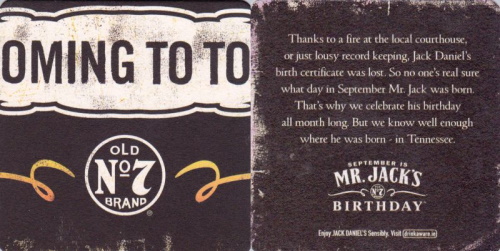 OMING TO TO
OLD
Nº7
BRAND
®
Thanks to a fire at the local courthouse,
or just lousy record keeping, Jack Daniel's
birth certificate was lost. So no one's real sure
what day in September Mr. Jack was born.
That's why we celebrate his birthday
all month long. But we know well enough
where he was born - in Tennessee.
SEPTEMBER IS
MR. JACK'S
Nº7
BIRTHDAY
Enjoy JACK DANIEL'S Sensibly. Visit drinkaware.ie